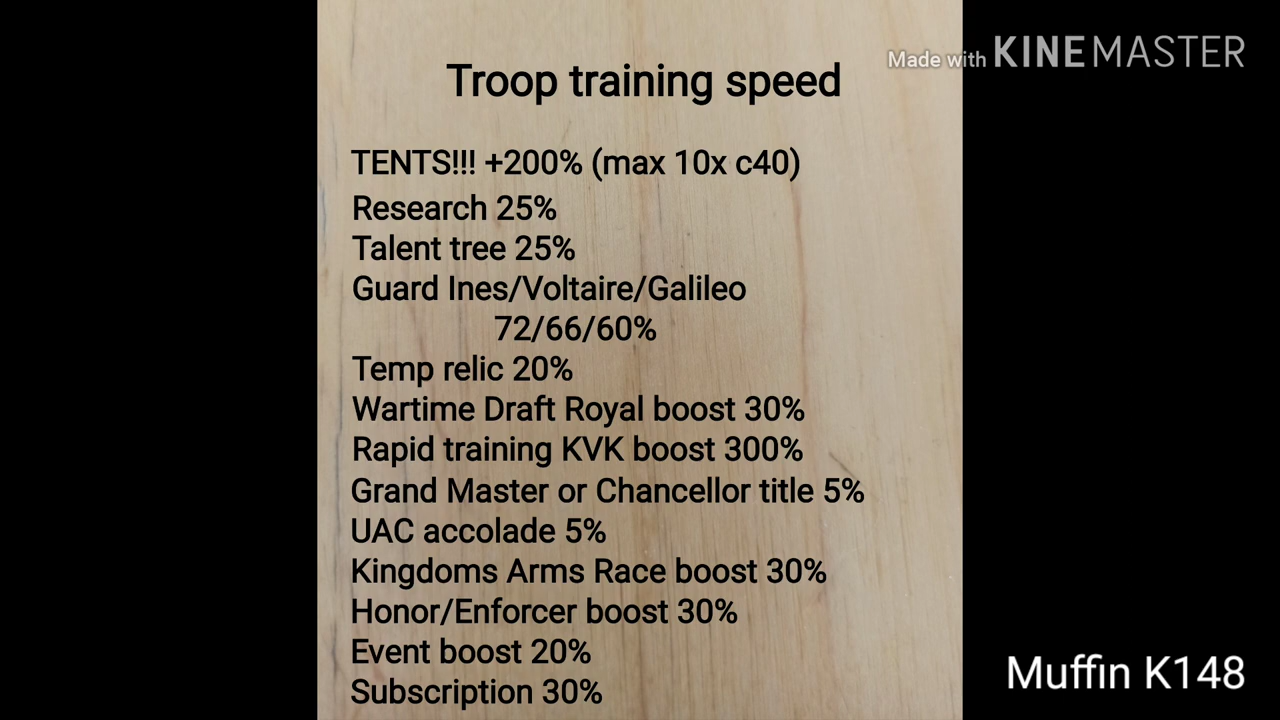 Made with KINEMASTER
Troop training speed
TENTS!!! +200% (max 10x c40)
Research 25%
Talent tree 25%
Guard Ines/Voltaire/Galileo
72/66/60%
Temp relic 20%
Wartime Draft Royal boost 30%
Rapid training KVK boost 300%
Grand Master or Chancellor title 5%
UAC accolade 5%
Kingdoms Arms Race boost 30%
Honor/Enforcer boost 30%
Event boost 20%
Subscription 30%
Muffin K148